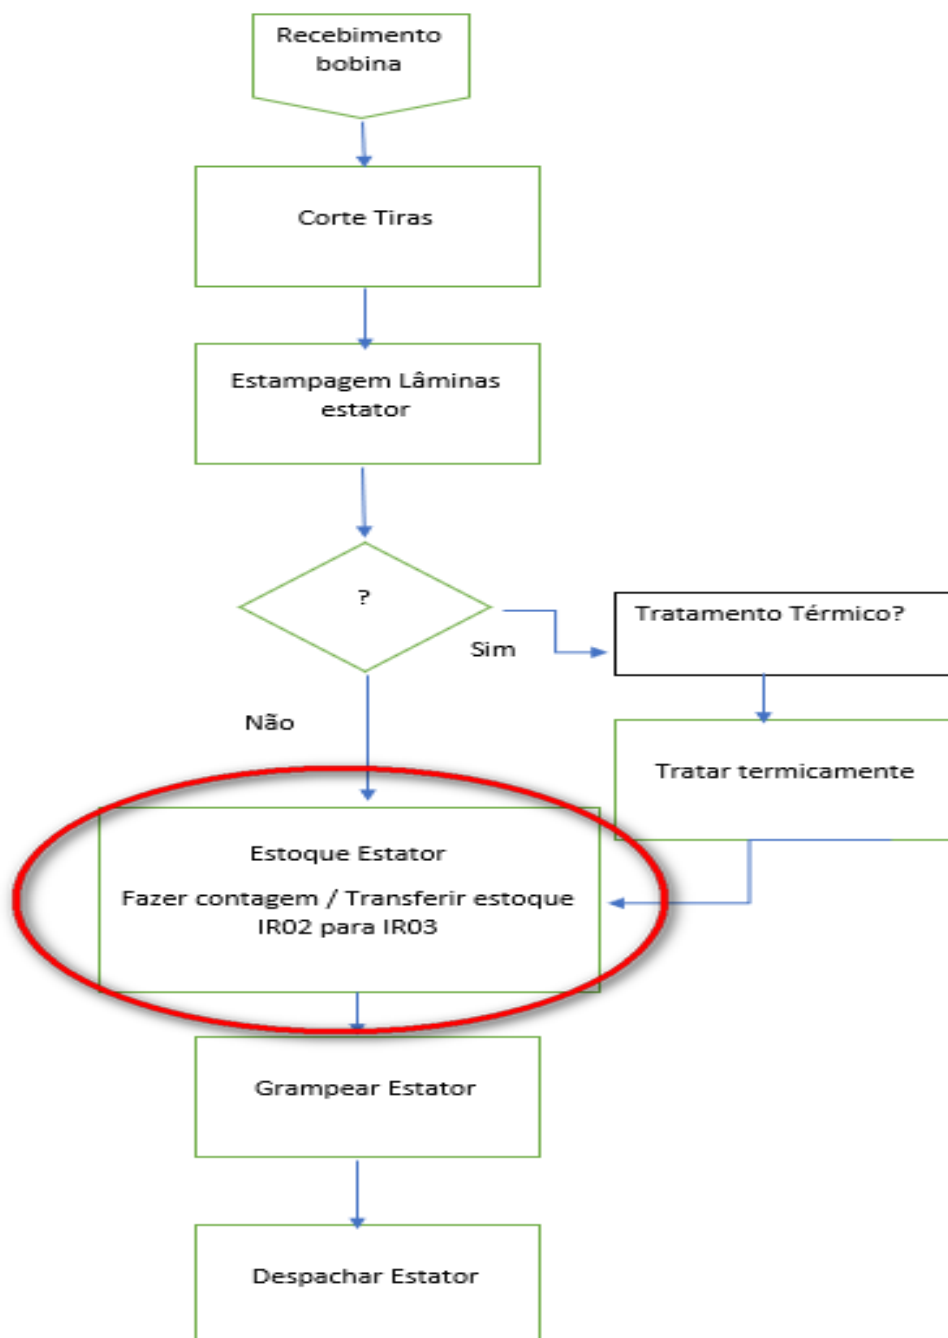 Recebimento
bobina
Corte Tiras
Estampagem Lâminas
estator
?
Sim
Tratamento Térmico?
Não
Tratar termicamente
Estoque Estator
Fazer contagem / Transferir estoque
IR02 para IR03
Grampear Estator
Despachar Estator